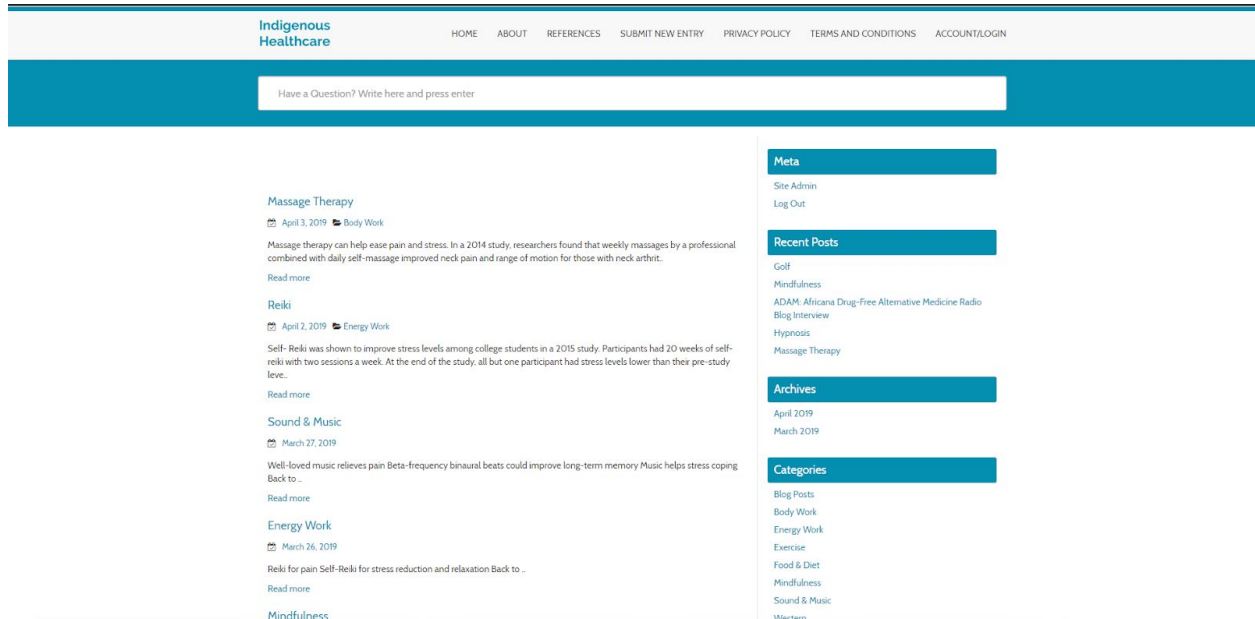 Indigenous
Healthcare
HOME ABOUT REFERENCES SUBMIT NEW ENTRY PRIVACY POLICY TERMS AND CONDITIONS ACCOUNT/LOGIN
Have a Question? Write here and press enter
Massage Therapy
April 3, 2019 Body Work
Massage therapy can help ease pain and stress. In a 2014 study, researchers found that weekly massages by a professional
combined with daily self-massage improved neck pain and range of motion for those with neck arthrit..
Read more
Reiki
April 2, 2019 Energy Work
Self- Reiki was shown to improve stress levels among college students in a 2015 study. Participants had 20 weeks of self-
reiki with two sessions a week. At the end of the study, all but one participant had stress levels lower than their pre-study
leve..
Read more
Sound & Music
March 27, 2019
Well-loved music relieves pain Beta-frequency binaural beats could improve long-term memory Music helps stress coping
Back to ..
Read more
Energy Work
March 26, 2019
Reiki for pain Self-Reiki for stress reduction and relaxation Back to ..
Read more
Mindfulness
Meta
Site Admin
Log Out
Recent Posts
Golf
Mindfulness
ADAM: Africana Drug-Free Alternative Medicine Radio
Blog Interview
Hypnosis
Massage Therapy
Archives
April 2019
March 2019
Categories
Blog Posts
Body Work
Energy Work
Exercise
Food & Diet
Mindfulness
Sound & Music
Western